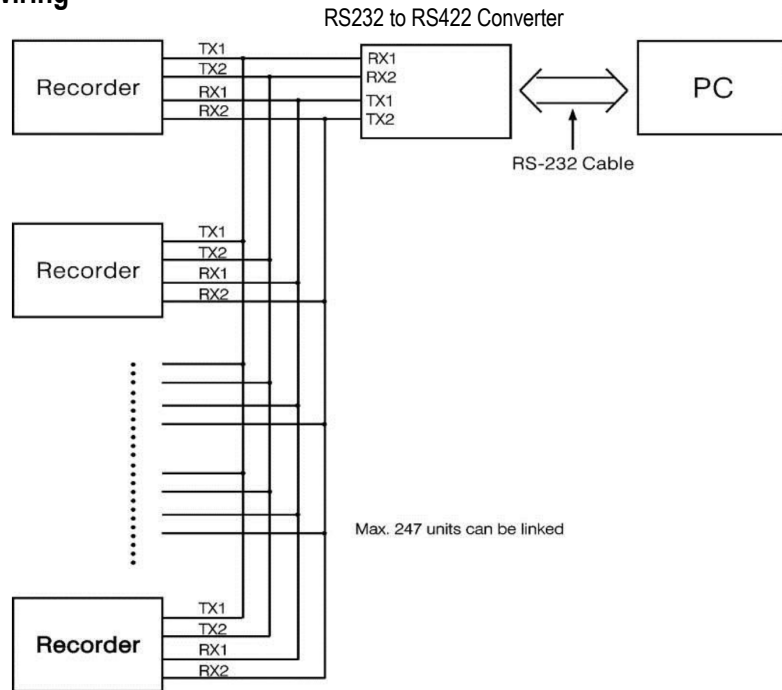 RS232 to RS422 Converter
Recorder
TX1
TX2
RX1
RX2
RX1
RX2
TX1
TX2
PC
RS-232 Cable
Recorder
TX1
TX2
RX1
RX2
Max. 247 units can be linked
Recorder
TX1
TX2
RX1
RX2